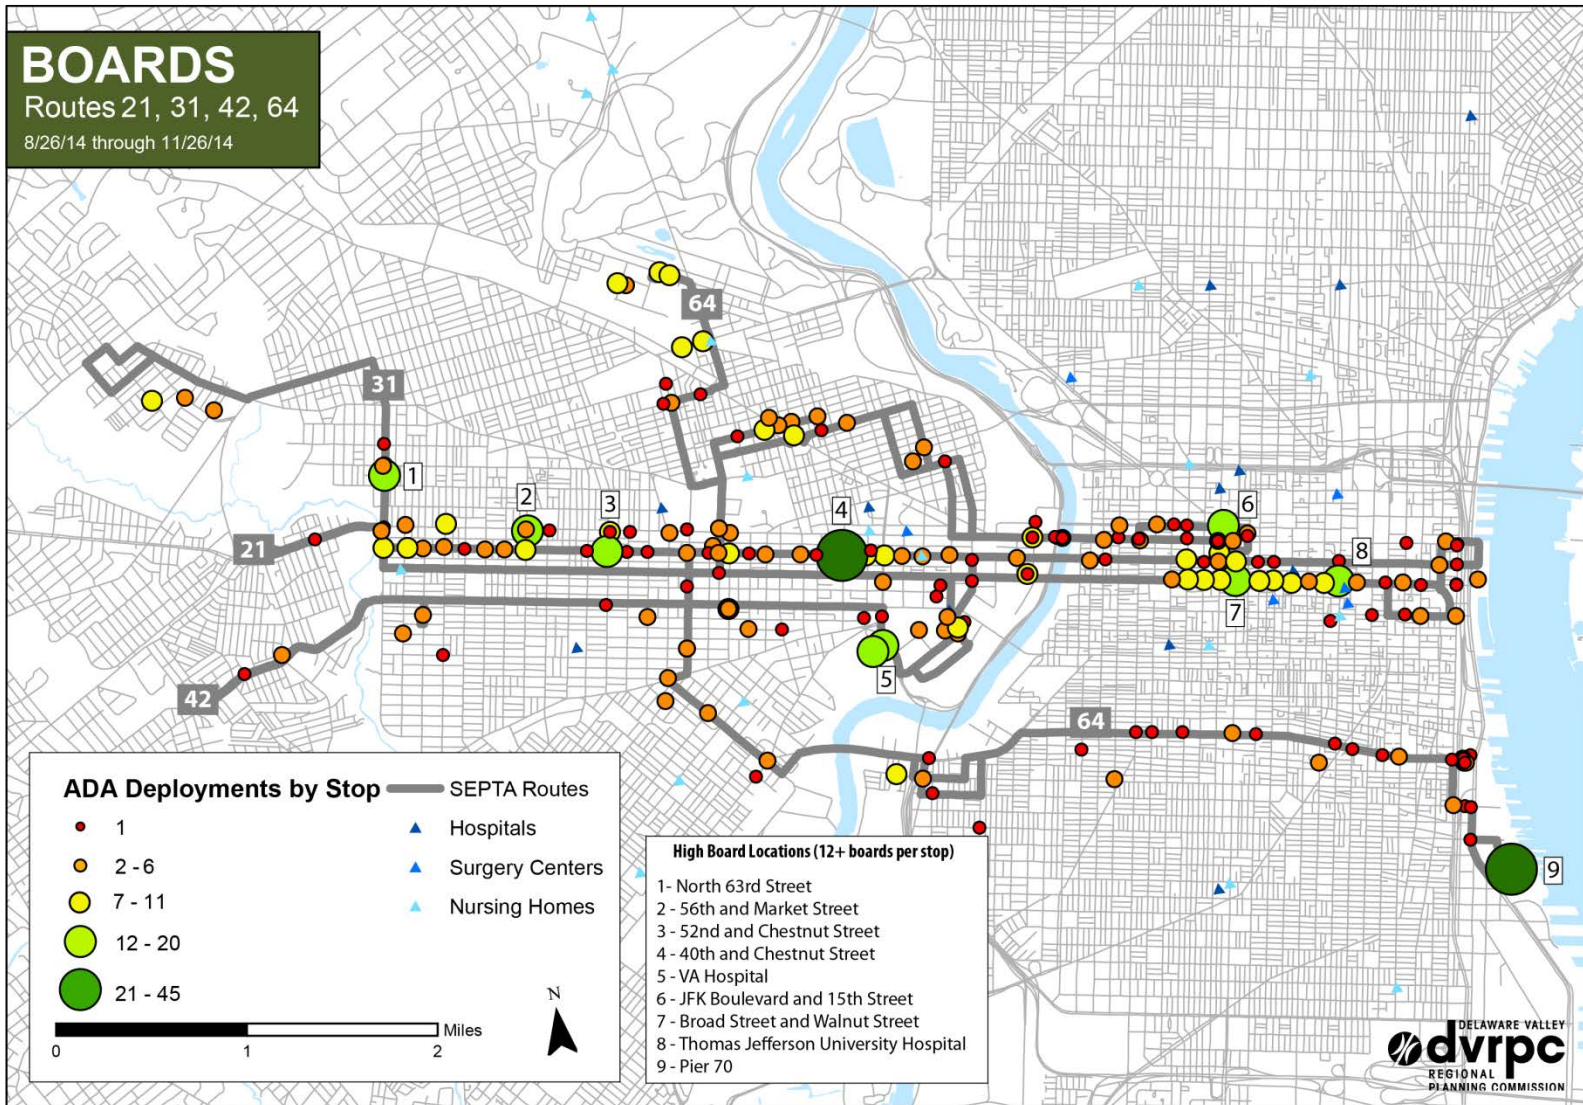 BOARDS
Routes 21, 31, 42, 64
8/26/14 through 11/26/14
64
31
1
2
3
4
6
21
8
7
5
42
64
9
ADA Deployments by Stop
1
2 - 6
7 - 11
12 - 20
21 - 45
SEPTA Routes
Hospitals
Surgery Centers
Nursing Homes
N
Miles
0 1 2
High Board Locations (12+ boards per stop)
1- North 63rd Street
2 - 56th and Market Street
3 - 52nd and Chestnut Street
4 - 40th and Chestnut Street
5 - VA Hospital
6 - JFK Boulevard and 15th Street
7 - Broad Street and Walnut Street
8 - Thomas Jefferson University Hospital
9 - Pier 70
DELAWARE VALLEY
dvrpc
REGIONAL
PLANNING COMMISSION